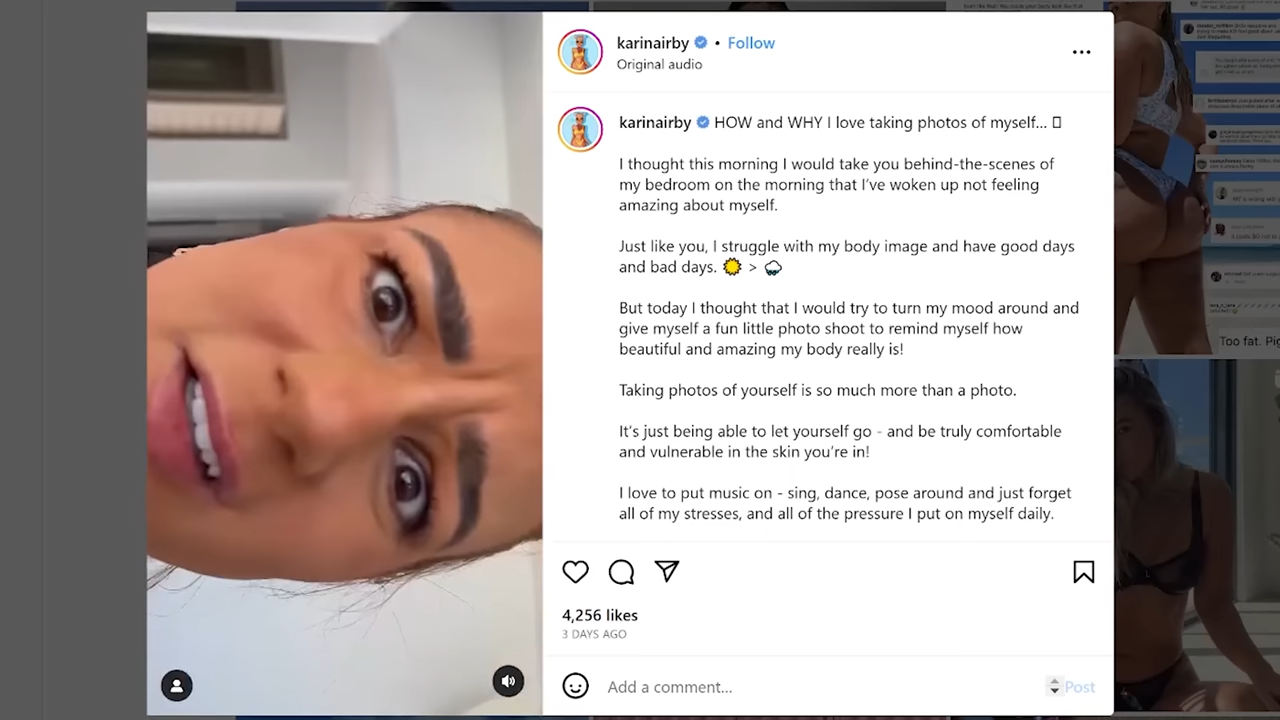 karinairby • Follow
Original audio
karinairby HOW and WHY I love taking photos of myself...
I thought this morning I would take you behind-the-scenes of
my bedroom on the morning that I've woken up not feeling
amazing about myself.
Just like you, I struggle with my body image and have good days
and bad days. 🌞 > 🌧
But today I thought that I would try to turn my mood around and
give myself a fun little photo shoot to remind myself how
beautiful and amazing my body really is!
Taking photos of yourself is so much more than a photo.
It's just being able to let yourself go - and be truly comfortable
and vulnerable in the skin you're in!
I love to put music on - sing, dance, pose around and just forget
all of my stresses, and all of the pressure I put on myself daily.
4,256 likes
3 DAYS AGO
Add a comment...
Post
Too fat.